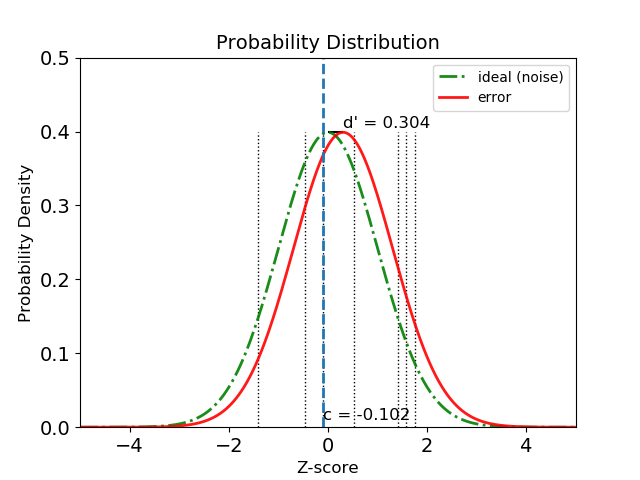 Probability Distribution
0.5
0.4
0.3
0.2
0.1
0.0
Probability Density
ideal (noise)
error
d' = 0.304
c = -0.102
−4
−2
0
2
4
Z-score